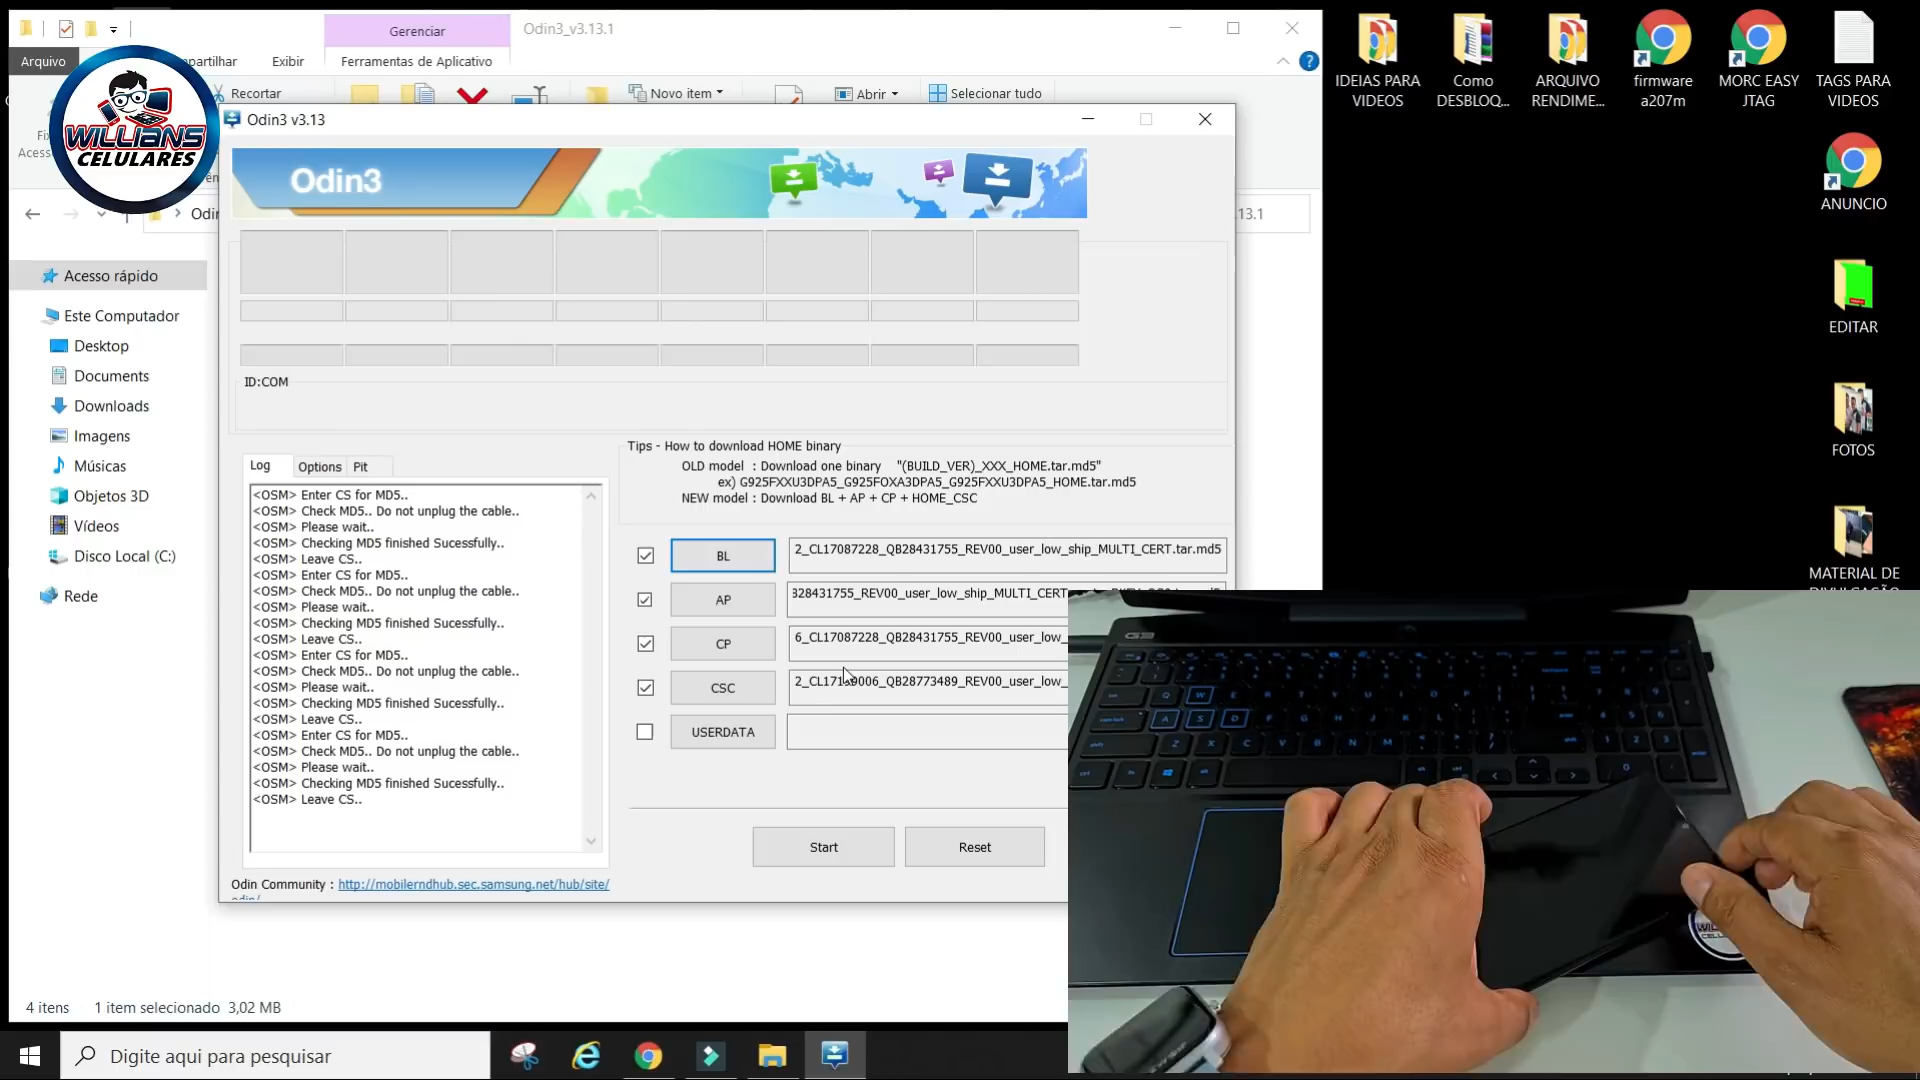 Gerenciar
Odin3_v3.13.1
Arquivo
partilhar
Exibir
Ferramentas de Aplicativo
Recortar
Novo item
Abrir
Selecionar tudo
WILLIANS
CELULARES
Odin3 v3.13
Odin3
.13.1
Acesso rápido
Este Computador
Desktop
Documents
Downloads
Imagens
Músicas
Objetos 3D
Vídeos
Disco Local (C:)
Rede
ID:COM
Log
Options
Pit
<OSM> Enter CS for MD5..
<OSM> Check MD5.. Do not unplug the cable..
<OSM> Please wait..
<OSM> Checking MD5 finished Sucessfully..
<OSM> Leave CS..
<OSM> Enter CS for MD5..
<OSM> Check MD5.. Do not unplug the cable..
<OSM> Please wait..
<OSM> Checking MD5 finished Sucessfully..
<OSM> Leave CS..
<OSM> Enter CS for MD5..
<OSM> Check MD5.. Do not unplug the cable..
<OSM> Please wait..
<OSM> Checking MD5 finished Sucessfully..
<OSM> Leave CS..
<OSM> Enter CS for MD5..
<OSM> Check MD5.. Do not unplug the cable..
<OSM> Please wait..
<OSM> Checking MD5 finished Sucessfully..
<OSM> Leave CS..
Tips - How to download HOME binary
OLD model : Download one binary "(BUILD_VER)_XXX_HOME.tar.md5"
ex) G925FXXU3DPA5_G925FOXA3DPA5_G925FXXU3DPA5_HOME.tar.md5
NEW model : Download BL + AP + CP + HOME_CSC
BL
2_CL17087228_QB28431755_REV00_user_low_ship_MULTI_CERT.tar.md5
AP
328431755_REV00_user_low_ship_MULTI_CERT
CP
6_CL17087228_QB28431755_REV00_user_low_
CSC
USERDATA
Start
Reset
Odin Community : http://mobilerndhub.sec.samsung.net/hub/site/
odin/
4 itens
1 item selecionado 3,02 MB
Digite aqui para pesquisar
IDEIAS PARA
VIDEOS
Como
DESBLOQ...
ARQUIVO
RENDIME...
firmware
a207m
MORC EASY
JTAG
TAGS PARA
VIDEOS
ANUNCIO
EDITAR
FOTOS
MATERIAL DE
G3